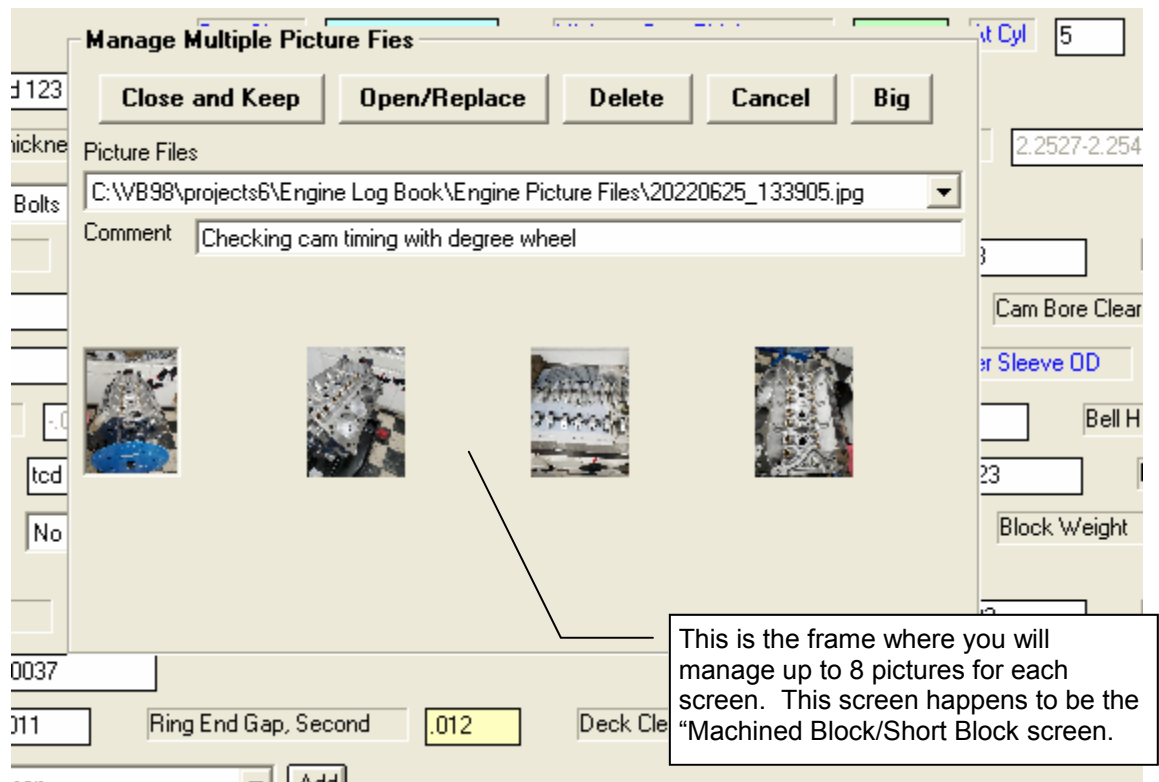 At Cyl 5
Manage Multiple Picture Fies
Close and Keep Open/Replace Delete Cancel Big
123
Picture Files
2.2527-2.254
C:\VB98\projects6\Engine Log Book\Engine Picture Files\20220625_133905.jpg
Bolts
Comment Checking cam timing with degree wheel
Cam Bore Clear
Sleeve OD
Bell H
tcd
23
No
Block Weight
This is the frame where you will
manage up to 8 pictures for each
screen. This screen happens to be the
“Machined Block/Short Block screen.
0037
011 Ring End Gap, Second .012 Deck Cle
Add